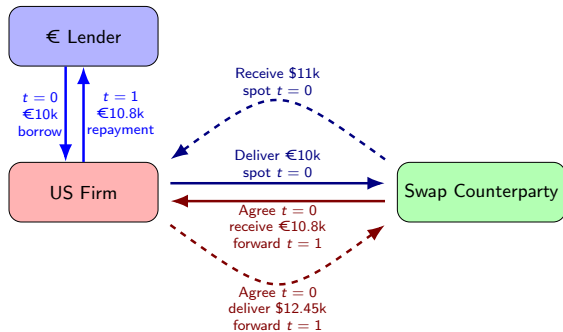 € Lender
t = 0
€10k
borrow
t = 1
€10.8k
repayment
Receive $11k
spot t = 0
Deliver €10k
spot t = 0
US Firm
Swap Counterparty
Agree t = 0
receive €10.8k
forward t = 1
Agree t = 0
deliver $12.45k
forward t = 1